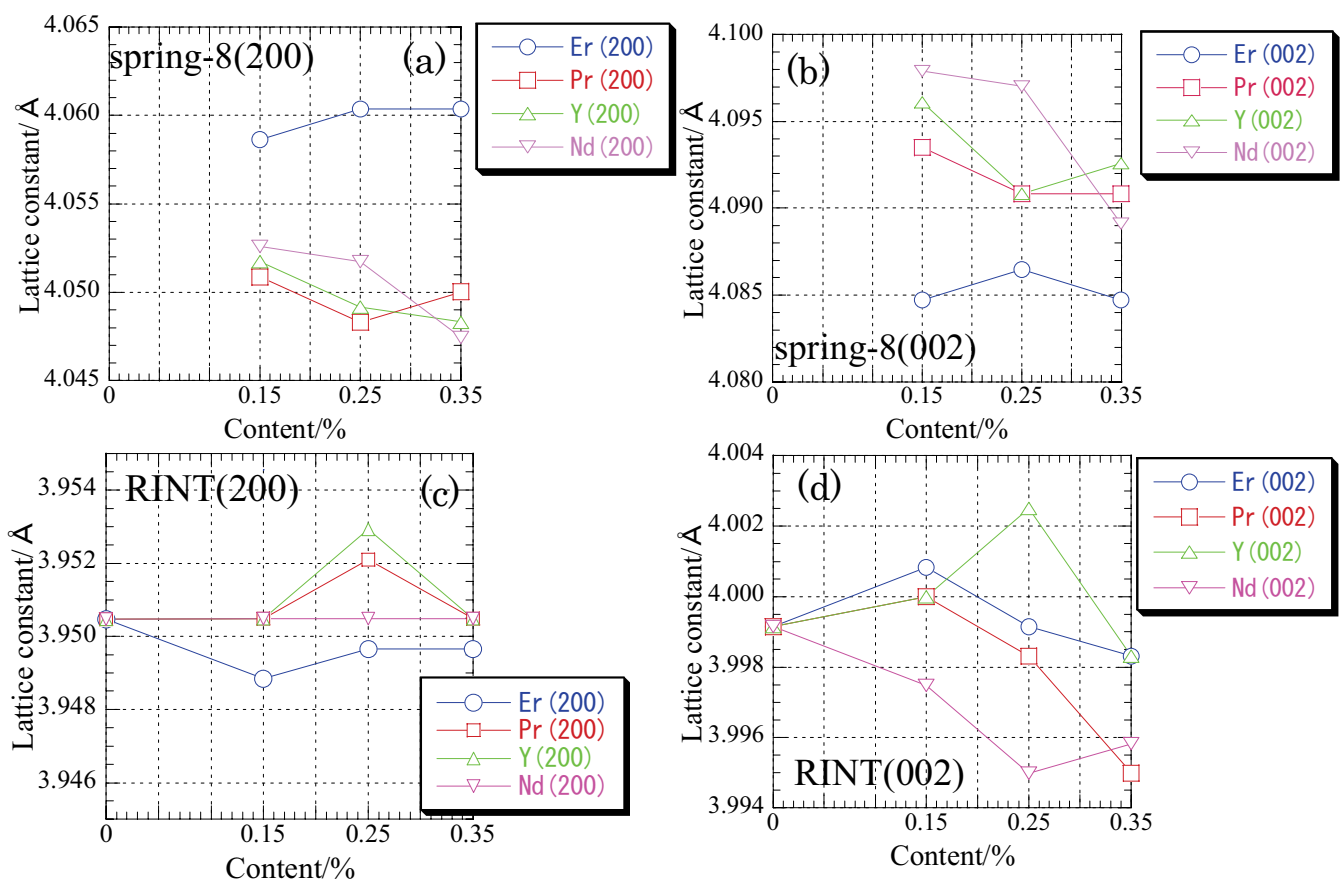 spring-8(200)
(a)
4.065
4.060
4.055
4.050
4.045
Lattice constant/Å
0
0.15
0.25
0.35
Content/%
Er(200)
Pr(200)
Y(200)
Nd(200)
(b)
4.100
4.095
4.090
4.085
4.080
Lattice constant/Å
spring-8(002)
0
0.15
0.25
0.35
Content/%
Er(002)
Pr(002)
Y(002)
Nd(002)
RINT(200)
(c)
3.954
3.952
3.950
3.948
3.946
Lattice constant/Å
0
0.15
0.25
0.35
Content/%
Er(200)
Pr(200)
Y(200)
Nd(200)
(d)
4.004
4.002
4.000
3.998
3.996
3.994
Lattice constant/Å
RINT(002)
0
0.15
0.25
0.35
Content/%
Er(002)
Pr(002)
Y(002)
Nd(002)